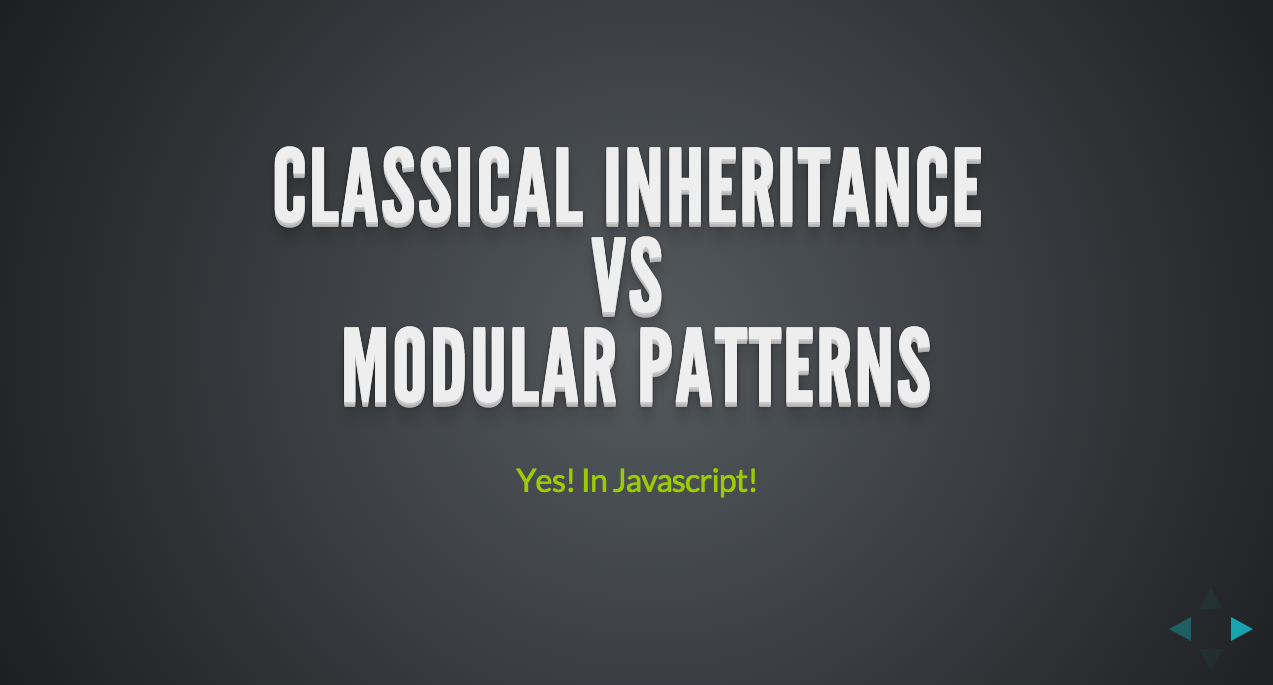 CLASSICAL INHERITANCE
VS
MODULAR PATTERNS
Yes! In Javascript!